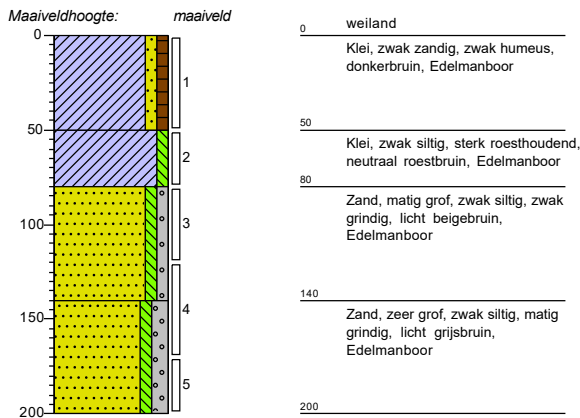 Maaiveldhoogte: maaiveld
0
50
100
150
200
1
2
3
4
5
0 weiland
Klei, zwak zandig, zwak humeus,
donkerbruin, Edelmanboor
50
Klei, zwak siltig, sterk roesthoudend,
neutraal roestbruin, Edelmanboor
80
Zand, matig grof, zwak siltig, zwak
grindig, licht beigebruin,
Edelmanboor
140
Zand, zeer grof, zwak siltig, matig
grindig, licht grijsbruin,
Edelmanboor
200